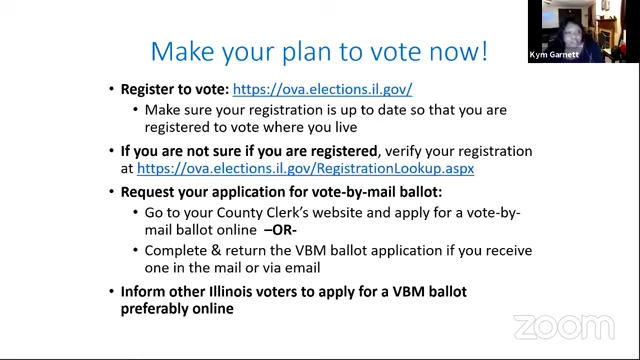 Make your plan to vote now!
Kym Garnett
• Register to vote: https://ova.elections.il.gov/
• Make sure your registration is up to date so that you are
registered to vote where you live
• If you are not sure if you are registered, verify your registration
at https://ova.elections.il.gov/RegistrationLookup.aspx
• Request your application for vote-by-mail ballot:
• Go to your County Clerk's website and apply for a vote-by-
mail ballot online –OR-
• Complete & return the VBM ballot application if you receive
one in the mail or via email
• Inform other Illinois voters to apply for a VBM ballot
preferably online
zoom